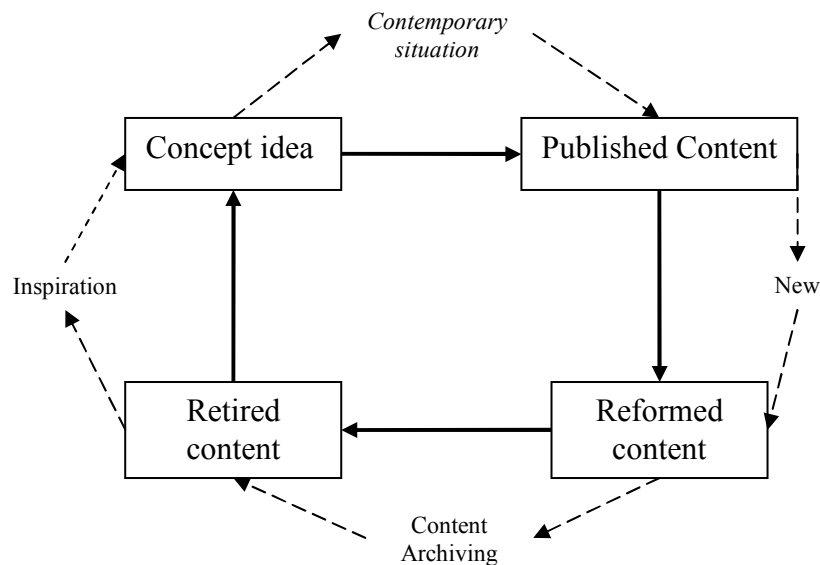 Contemporary
situation
Concept idea
Published Content
Inspiration
New
Retired
content
Reformed
content
Content
Archiving